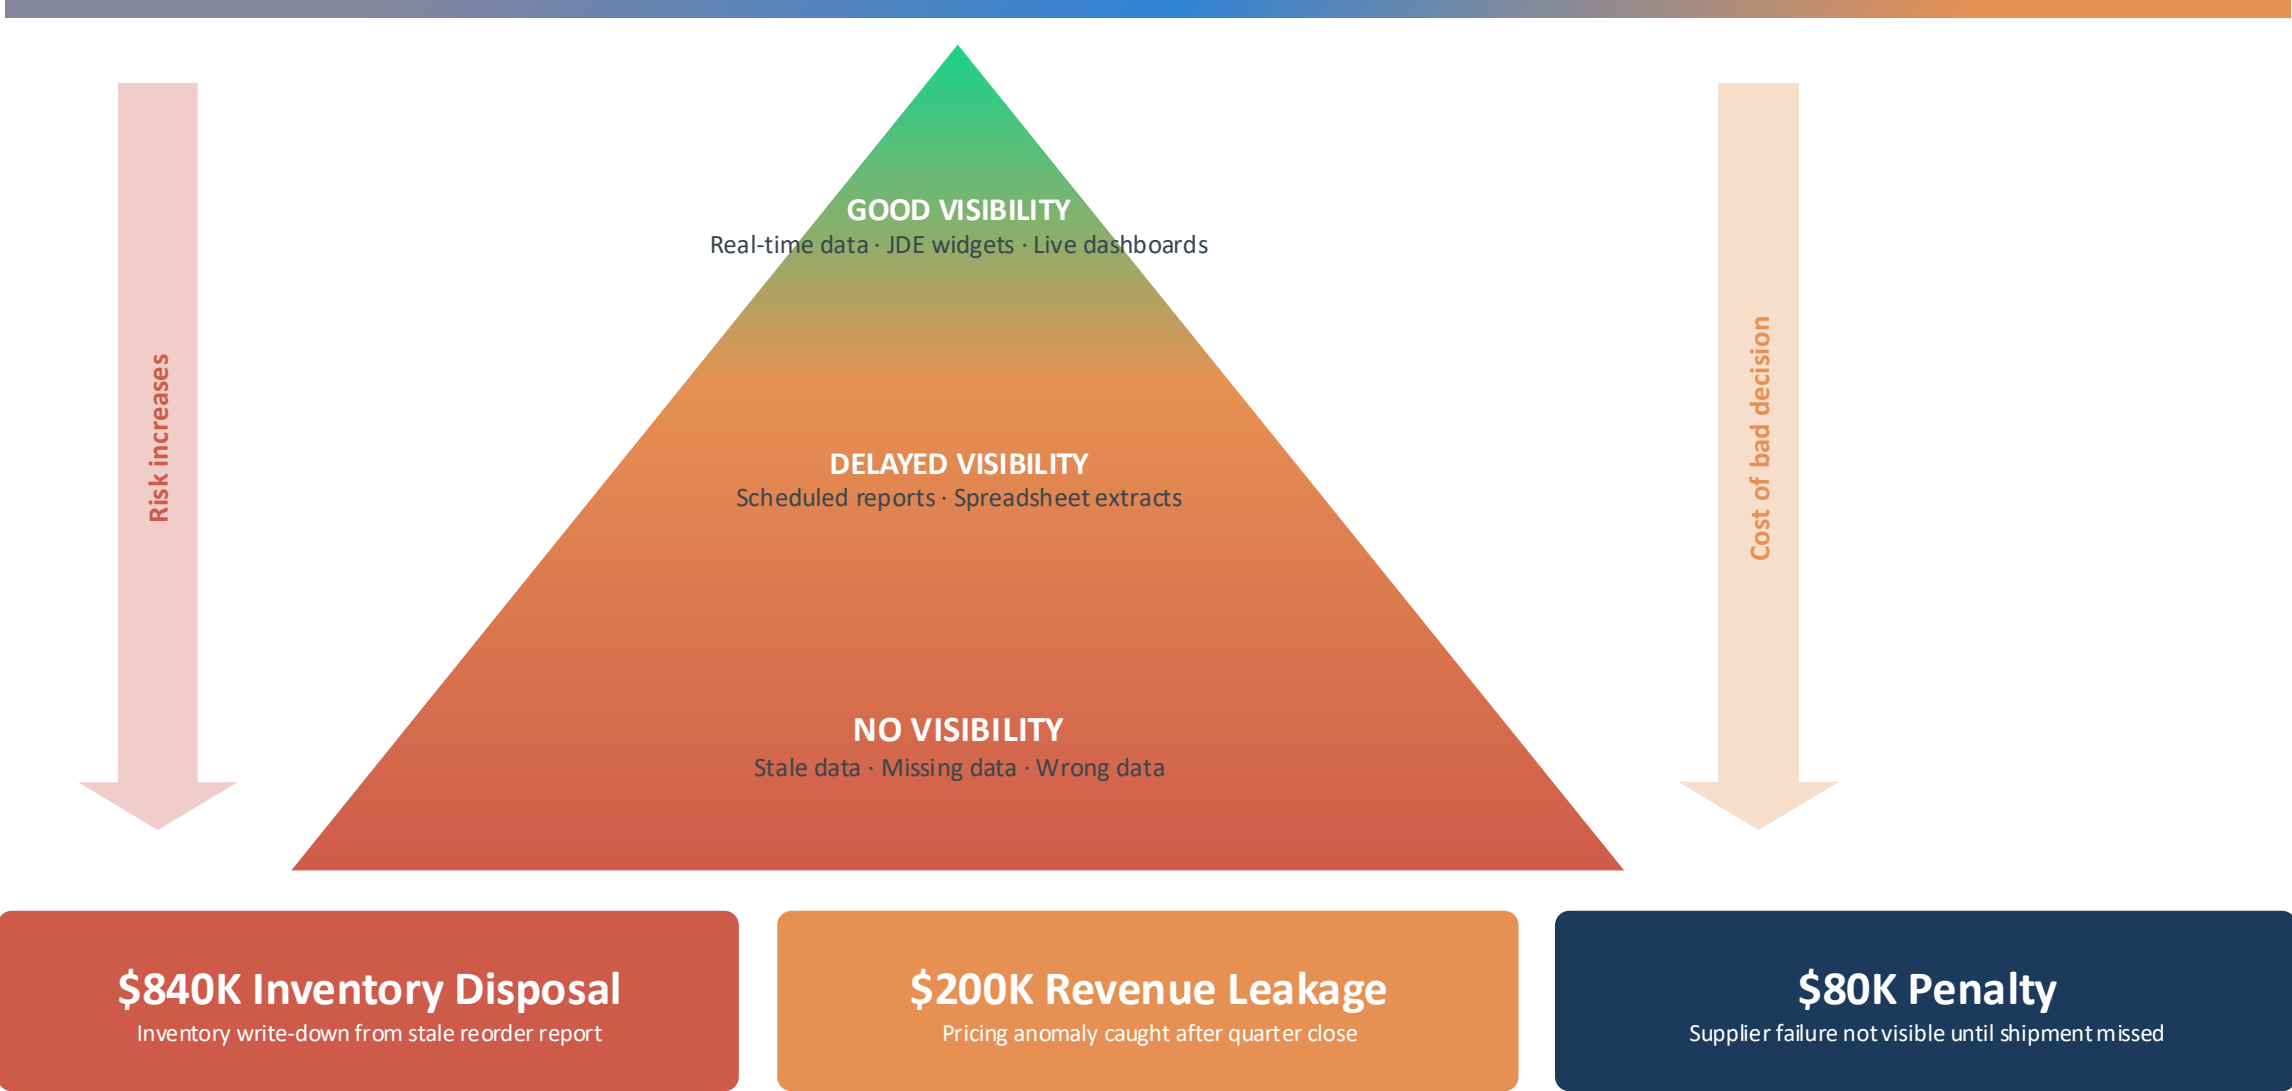 GOOD VISIBILITY
Real-time data · JDE widgets · Live dashboards
Risk increases
Cost of bad decision
DELAYED VISIBILITY
Scheduled reports · Spreadsheet extracts
NO VISIBILITY
Stale data · Missing data · Wrong data
$840K Inventory Disposal
Inventory write-down from stale reorder report
$200K Revenue Leakage
Pricing anomaly caught after quarter close
$80K Penalty
Supplier failure not visible until shipment missed